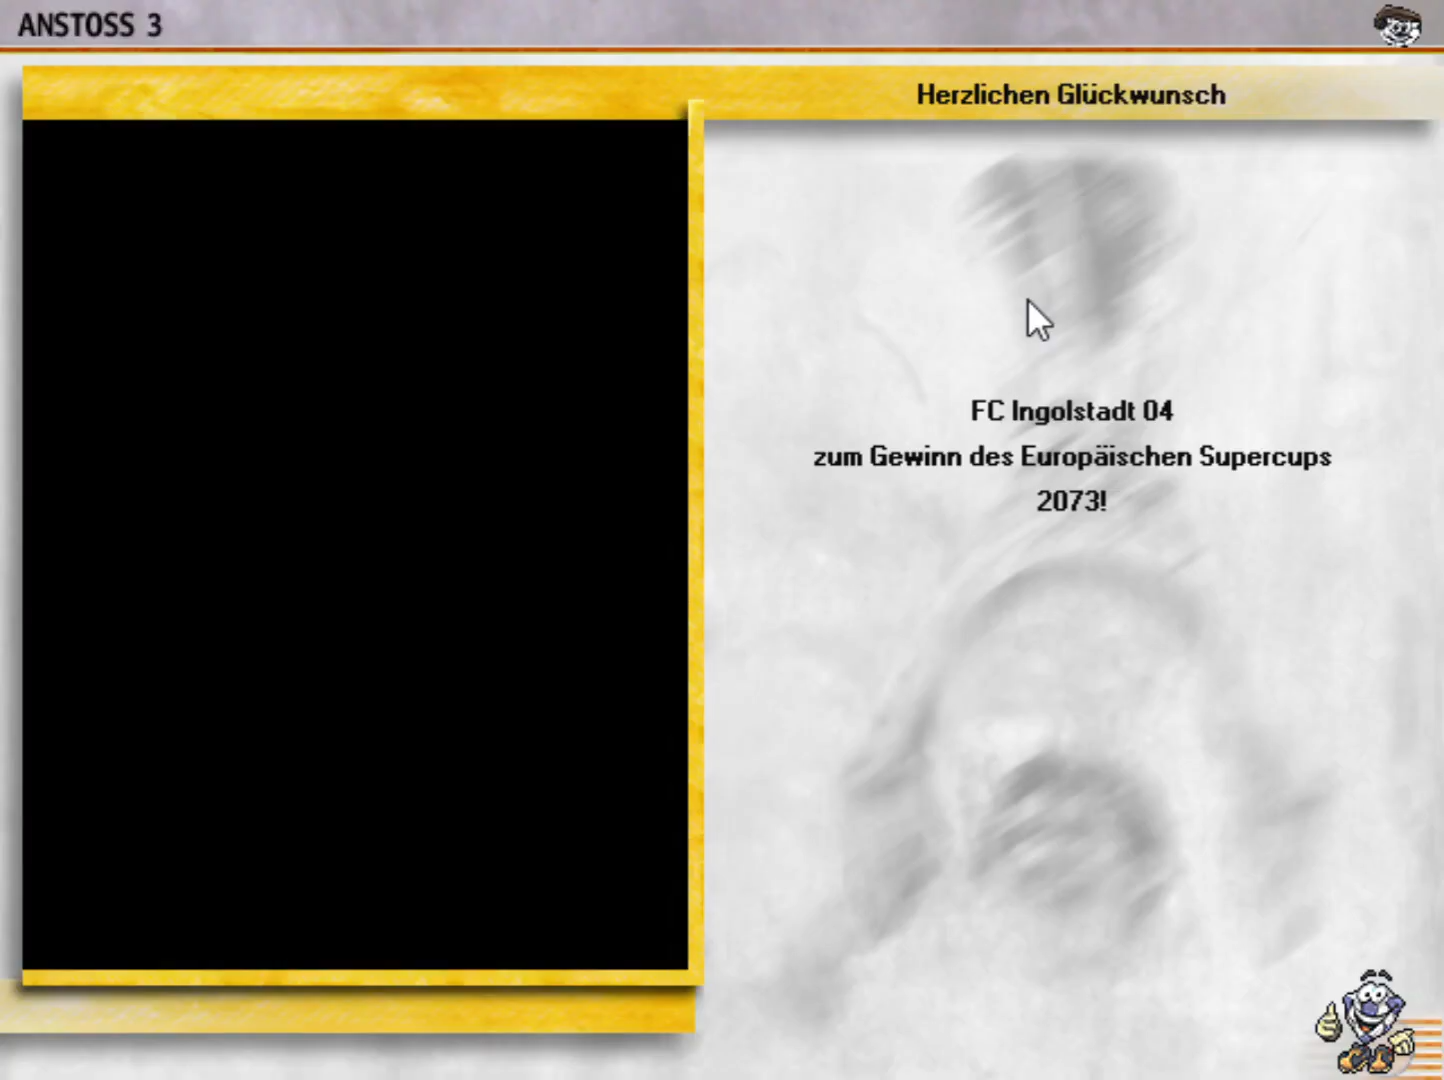 ANSTOSS 3
Herzlichen Glückwunsch
FC Ingolstadt 04
zum Gewinn des Europäischen Supercups
2073!